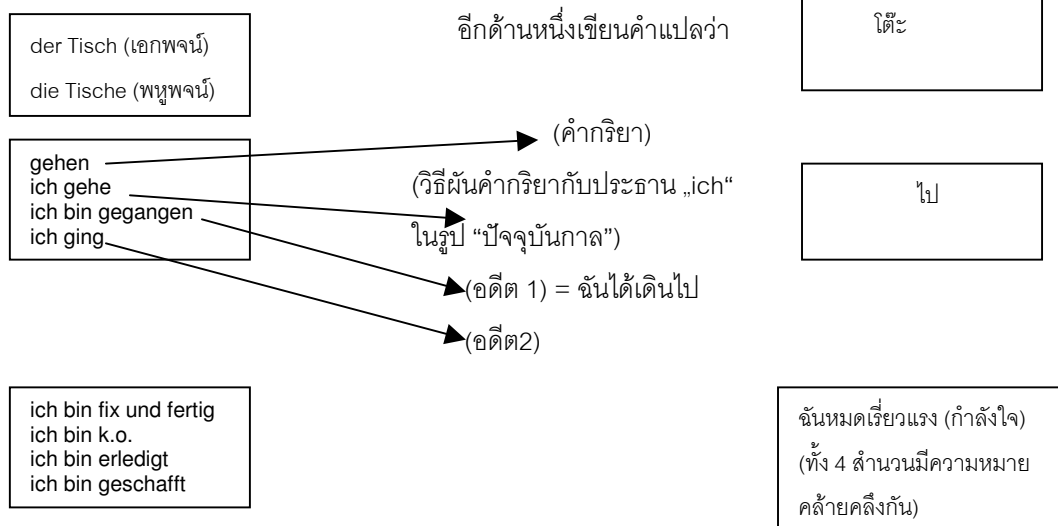 der Tisch (เอกพจน์)
die Tische (พหูพจน์)
อีกด้านหนึ่งเขียนคำแปลว่า
โต๊ะ
gehen
ich gehe
ich bin gegangen
ich ging
(คำกริยา)
(วิธีผันคำกริยากับประธาน „ich“
ในรูป “ปัจจุบันกาล”)
(อดีต 1) = ฉันได้เดินไป
(อดีต2)
ไป
ich bin fix und fertig
ich bin k.o.
ich bin erledigt
ich bin geschafft
ฉันหมดเรี่ยวแรง (กำลังใจ)
(ทั้ง 4 สำนวนมีความหมาย
คล้ายคลึงกัน)